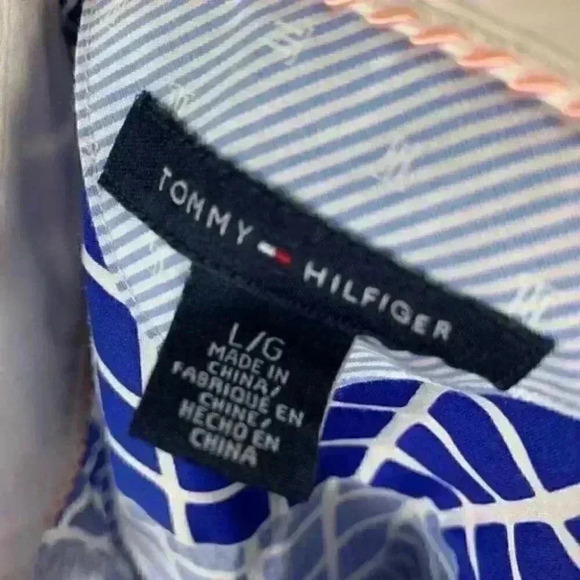 TOMMY HILFIGER
L/G
MADE IN
CHINA/
FABRIQUÉ EN
CHINE/
HECHO EN
CHINA